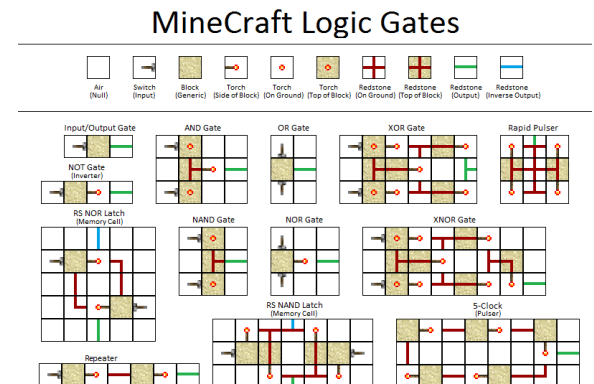 MineCraft Logic Gates
Air
(Null)
Switch
(Input)
Block
(Generic)
Torch
(Side of Block)
Torch
(On Ground)
Torch
(Top of Block)
Redstone
(On Ground)
Redstone
(Top of Block)
Redstone
(Output)
Redstone
(Inverse Output)
Input/Output Gate
AND Gate
OR Gate
XOR Gate
Rapid Pulser
NOT Gate
(Inverter)
RS NOR Latch
(Memory Cell)
NAND Gate
NOR Gate
XNOR Gate
RS NAND Latch
(Memory Cell)
5-Clock
(Pulser)
Repeater